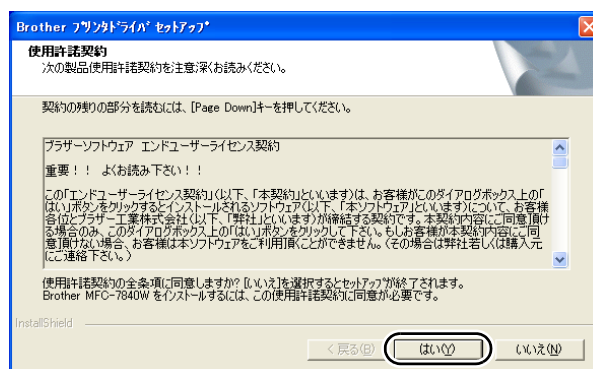 Brother プリンタドライバ セットアップ
使用許諾契約
次の製品使用許諾契約を注意深くお読みください。
契約の残りの部分を読むには、[Page Down]キーを押してください。
ブラザーソフトウェア エンドユーザーライセンス契約
重要！！ よくお読み下さい！！
この「エンドユーザーライセンス契約」(以下、「本契約」といいます)は、お客様がこのダイアログボックス上の「
はい」ボタンをクリックするとインストールされるソフトウェア(以下、「本ソフトウェア」といいます)について、お客様
各位とブラザー工業株式会社(以下、「弊社」といいます)が締結する契約です。本契約内容にご同意頂け
る場合のみ、このダイアログボックス上の「はい」ボタンをクリックして下さい。もしお客様が本契約内容にご同
意頂けない場合、お客様は本ソフトウェアをご利用頂くことができません。(その場合は弊社若しくは購入元
にご連絡下さい。)
使用許諾契約の全条項に同意しますか? [いいえ]を選択するとセットアップが終了されます。
Brother MFC-7840W をインストールするには、この使用許諾契約に同意が必要です。
InstallShield
< 戻る(B) はい(Y) いいえ(N)